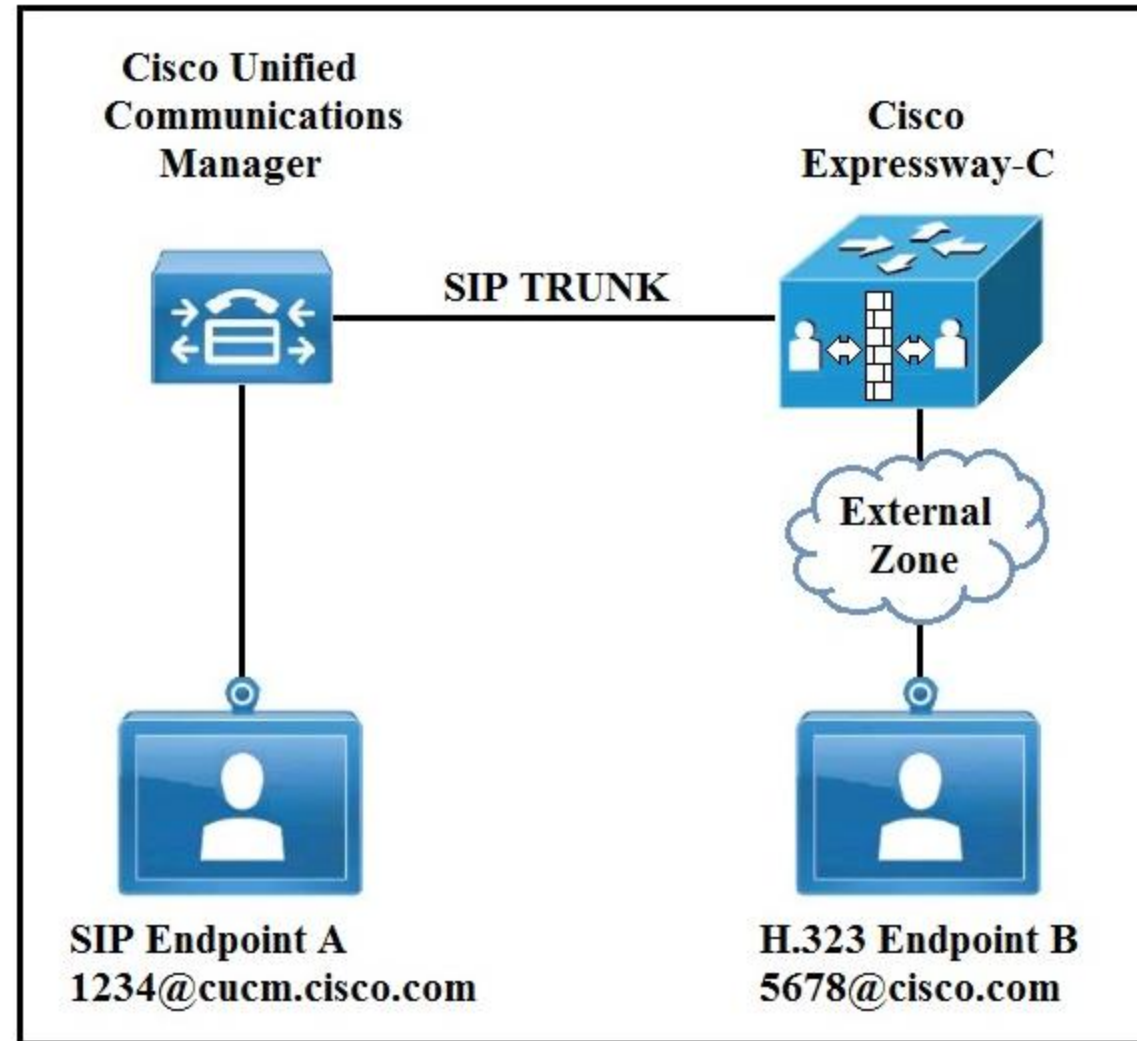 Cisco Unified
Communications
Manager
Cisco
Expressway-C
SIP TRUNK
External
Zone
SIP Endpoint A
1234@cucm.cisco.com
H.323 Endpoint B
5678@cisco.com